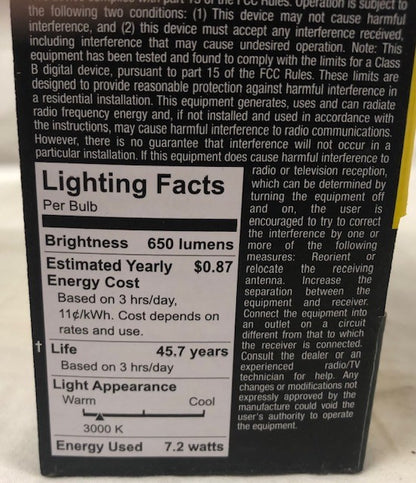 comply with part 15 of the FCC Rules. Operation is subject to
the following two conditions: (1) This device may not cause harmful
interference, and (2) this device must accept any interference received,
including interference that may cause undesired operation. Note: This
equipment has been tested and found to comply with the limits for a Class
B digital device, pursuant to part 15 of the FCC Rules. These limits are
designed to provide reasonable protection against harmful interference in
a residential installation. This equipment generates, uses and can radiate
radio frequency energy and, if not installed and used in accordance with
the instructions, may cause harmful interference to radio communications.
However, there is no guarantee that interference will not occur in a
particular installation. If this equipment does cause harmful interference to
radio or television reception,
which can be determined by
turning the equipment off
and on, the user is
encouraged to try to correct
the interference by one or
more of the following
measures: Reorient or
relocate the receiving
antenna. Increase the
separation between the
equipment and receiver.
Connect the equipment into
an outlet on a circuit
different from that to which
the receiver is connected.
Consult the dealer or an
experienced radio/TV
technician for help. Any
changes or modifications not
expressly approved by the
manufacture could void the
user's authority to operate
the equipment.
Lighting Facts
Per Bulb
Brightness 650 lumens
Estimated Yearly $0.87
Energy Cost
Based on 3 hrs/day,
11¢/kWh. Cost depends on
rates and use.
† Life 45.7 years
Based on 3 hrs/day
Light Appearance
Warm Cool
3000 K
Energy Used 7.2 watts